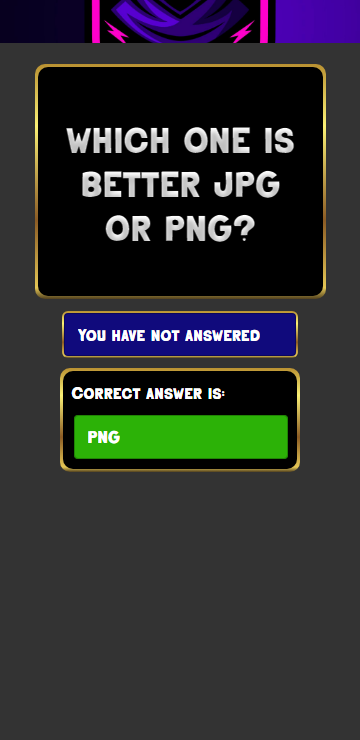 WHICH ONE IS
BETTER JPG
OR PNG?
You have not answered
Correct answer is:
PNG